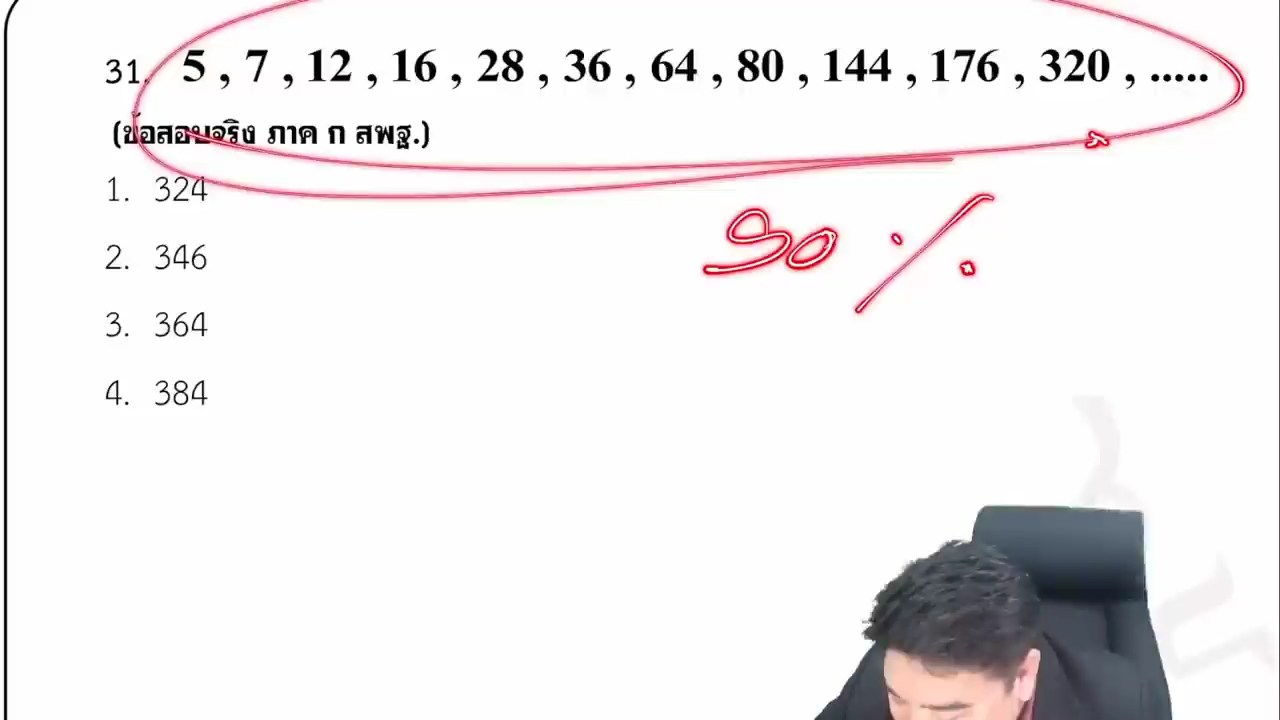 31. 5 , 7 , 12 , 16 , 28 , 36 , 64 , 80 , 144 , 176 , 320 , .....
(ข้อสอบจริง ภาค ก สพฐ.)
90 %
1. 324
2. 346
3. 364
4. 384